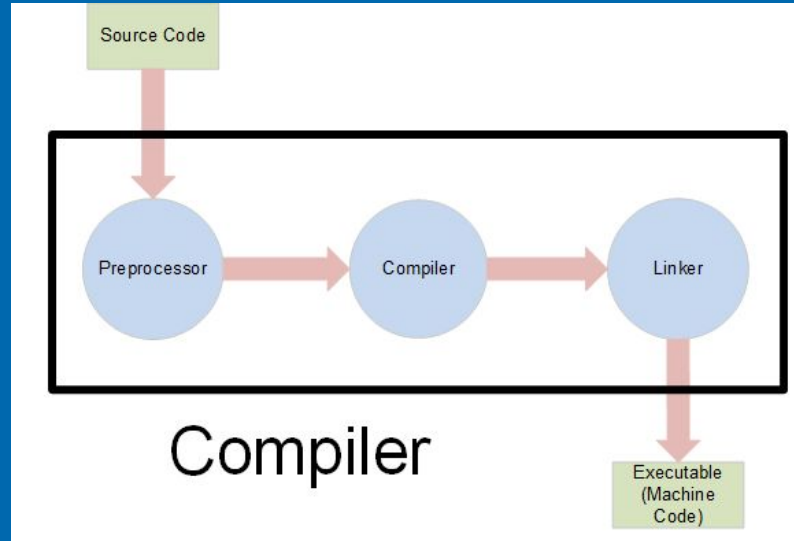 Source Code
Preprocessor
Compiler
Linker
Compiler
Executable
(Machine
Code)